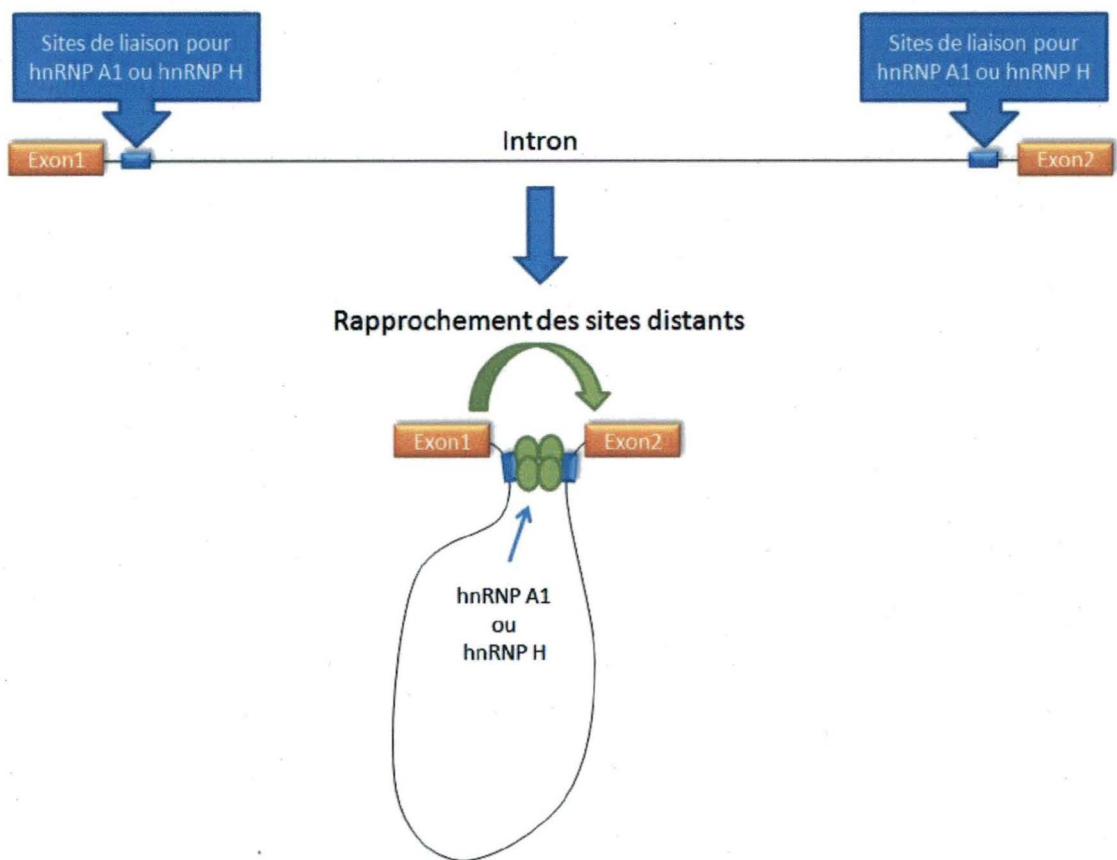 Sites de liaison pour
hnRNP A1 ou hnRNP H
Sites de liaison pour
hnRNP A1 ou hnRNP H
Intron
Exon1
Exon2
Rapprochement des sites distants
Exon1
Exon2
hnRNP A1
ou
hnRNP H